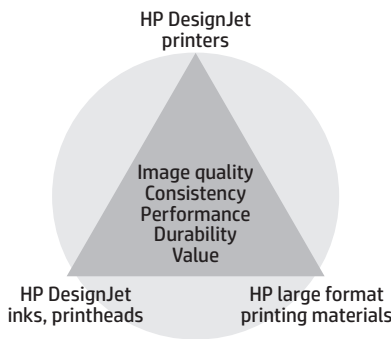 HP DesignJet
printers
Image quality
Consistency
Performance
Durability
Value
HP DesignJet
inks, printheads
HP large format
printing materials